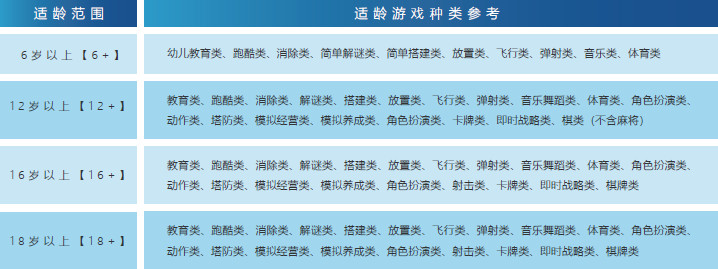 适龄范围 适龄游戏种类参考
6岁以上【6+】 幼儿教育类、跑酷类、消除类、简单解谜类、简单搭建类、放置类、飞行类、弹射类、音乐类、体育类
12岁以上【12+】 教育类、跑酷类、消除类、解谜类、搭建类、放置类、飞行类、弹射类、音乐舞蹈类、体育类、角色扮演类、
动作类、塔防类、模拟经营类、模拟养成类、角色扮演类、卡牌类、即时战略类、棋类（不含麻将）
16岁以上【16+】 教育类、跑酷类、消除类、解谜类、搭建类、放置类、飞行类、弹射类、音乐舞蹈类、体育类、角色扮演类、
动作类、塔防类、模拟经营类、模拟养成类、角色扮演类、射击类、卡牌类、即时战略类、棋牌类
18岁以上【18+】 教育类、跑酷类、消除类、解谜类、搭建类、放置类、飞行类、弹射类、音乐舞蹈类、体育类、角色扮演类、
动作类、塔防类、模拟经营类、模拟养成类、角色扮演类、射击类、卡牌类、即时战略类、棋牌类